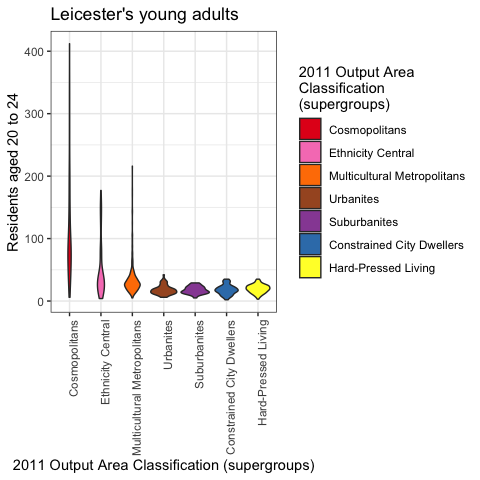 Leicester's young adults
Residents aged 20 to 24
400
300
200
100
0
Cosmopolitans
Ethnicity Central
Multicultural Metropolitans
Urbanites
Suburbanites
Constrained City Dwellers
Hard-Pressed Living
2011 Output Area Classification (supergroups)
2011 Output Area
Classification
(supergroups)
Cosmopolitans
Ethnicity Central
Multicultural Metropolitans
Urbanites
Suburbanites
Constrained City Dwellers
Hard-Pressed Living